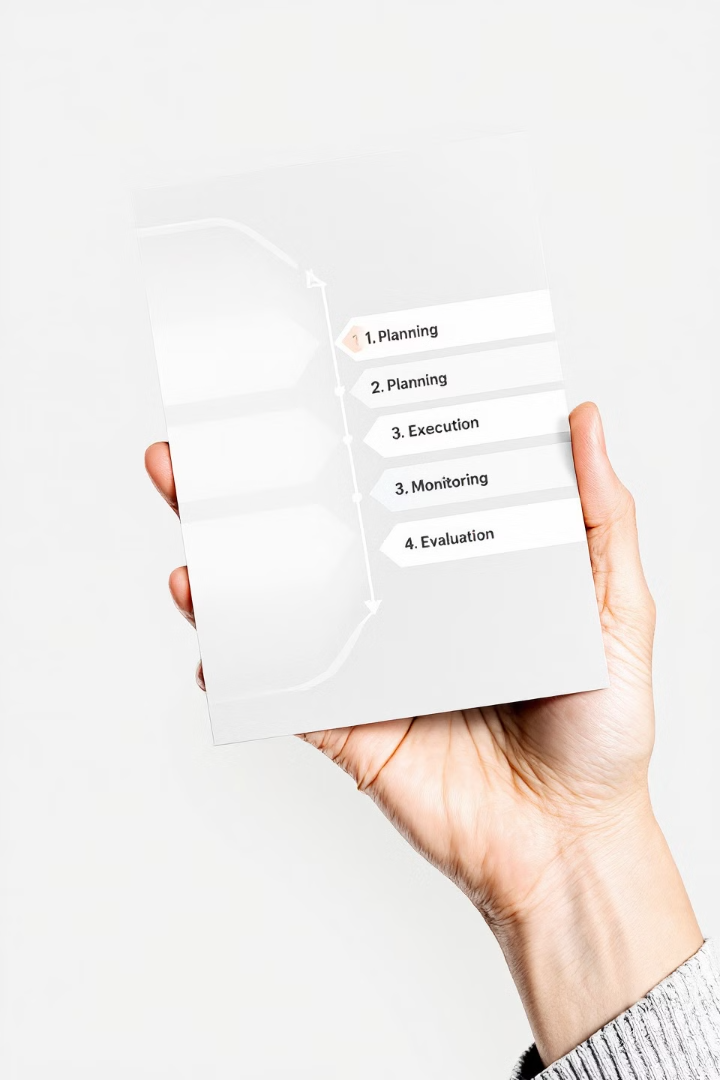 1. Planning
2. Planning
3. Execution
3. Monitoring
4. Evaluation